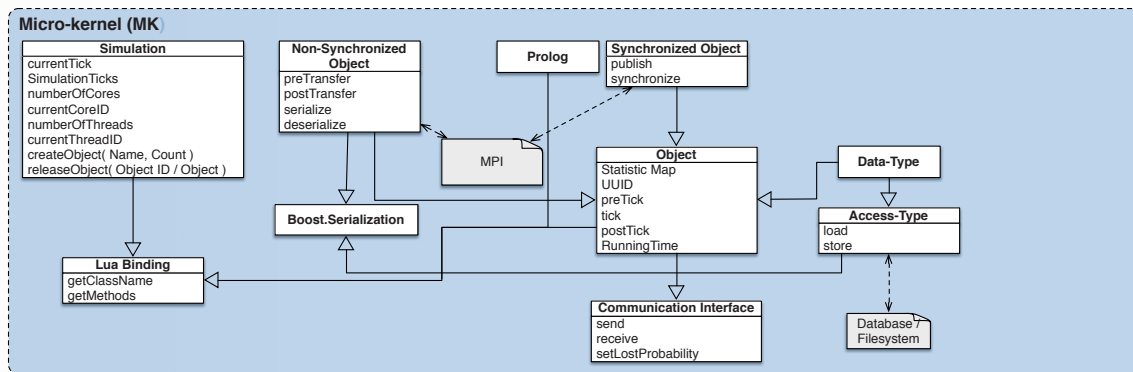 Micro-kernel (MK)
Simulation
currentTick
SimulationTicks
numberOfCores
currentCoreID
numberOfThreads
currentThreadID
createObject( Name, Count )
releaseObject( Object ID / Object )
Non-Synchronized
Object
preTransfer
postTransfer
serialize
deserialize
Prolog
Synchronized Object
publish
synchronize
MPI
Object
Statistic Map
UUID
preTick
tick
postTick
RunningTime
Data-Type
Access-Type
load
store
Boost.Serialization
Lua Binding
getClassName
getMethods
Communication Interface
send
receive
setLostProbability
Database /
Filesystem